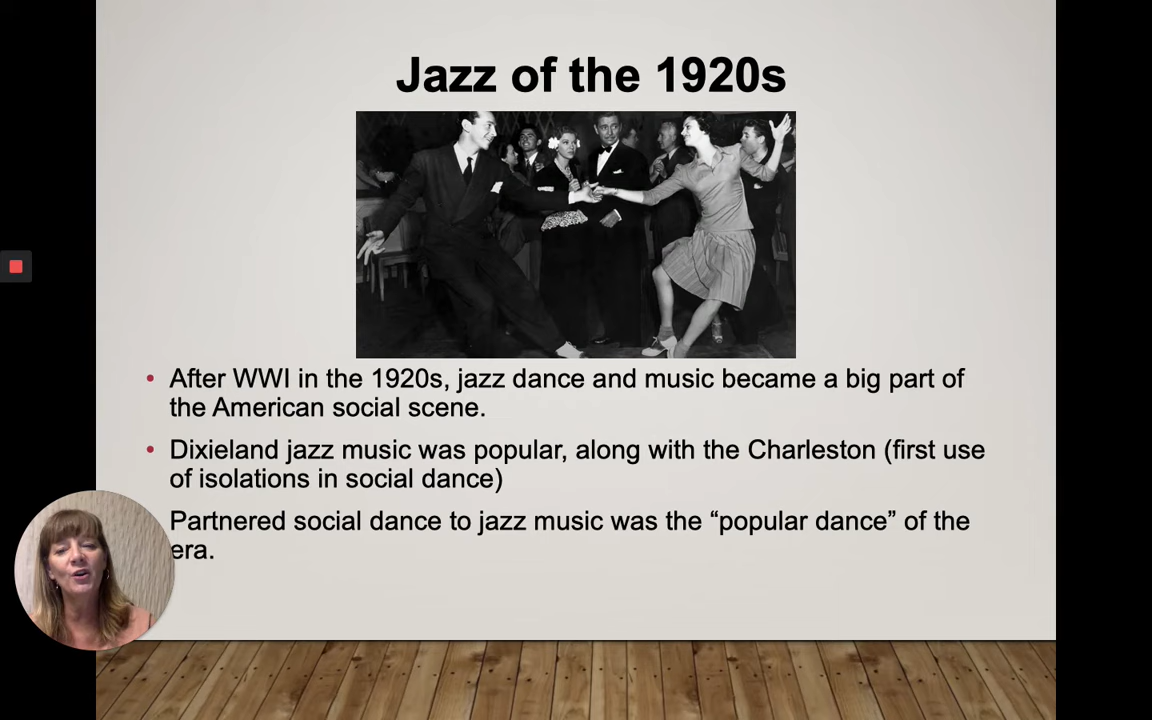 Jazz of the 1920s
• After WWI in the 1920s, jazz dance and music became a big part of
the American social scene.
• Dixieland jazz music was popular, along with the Charleston (first use
of isolations in social dance)
Partnered social dance to jazz music was the “popular dance” of the
era.